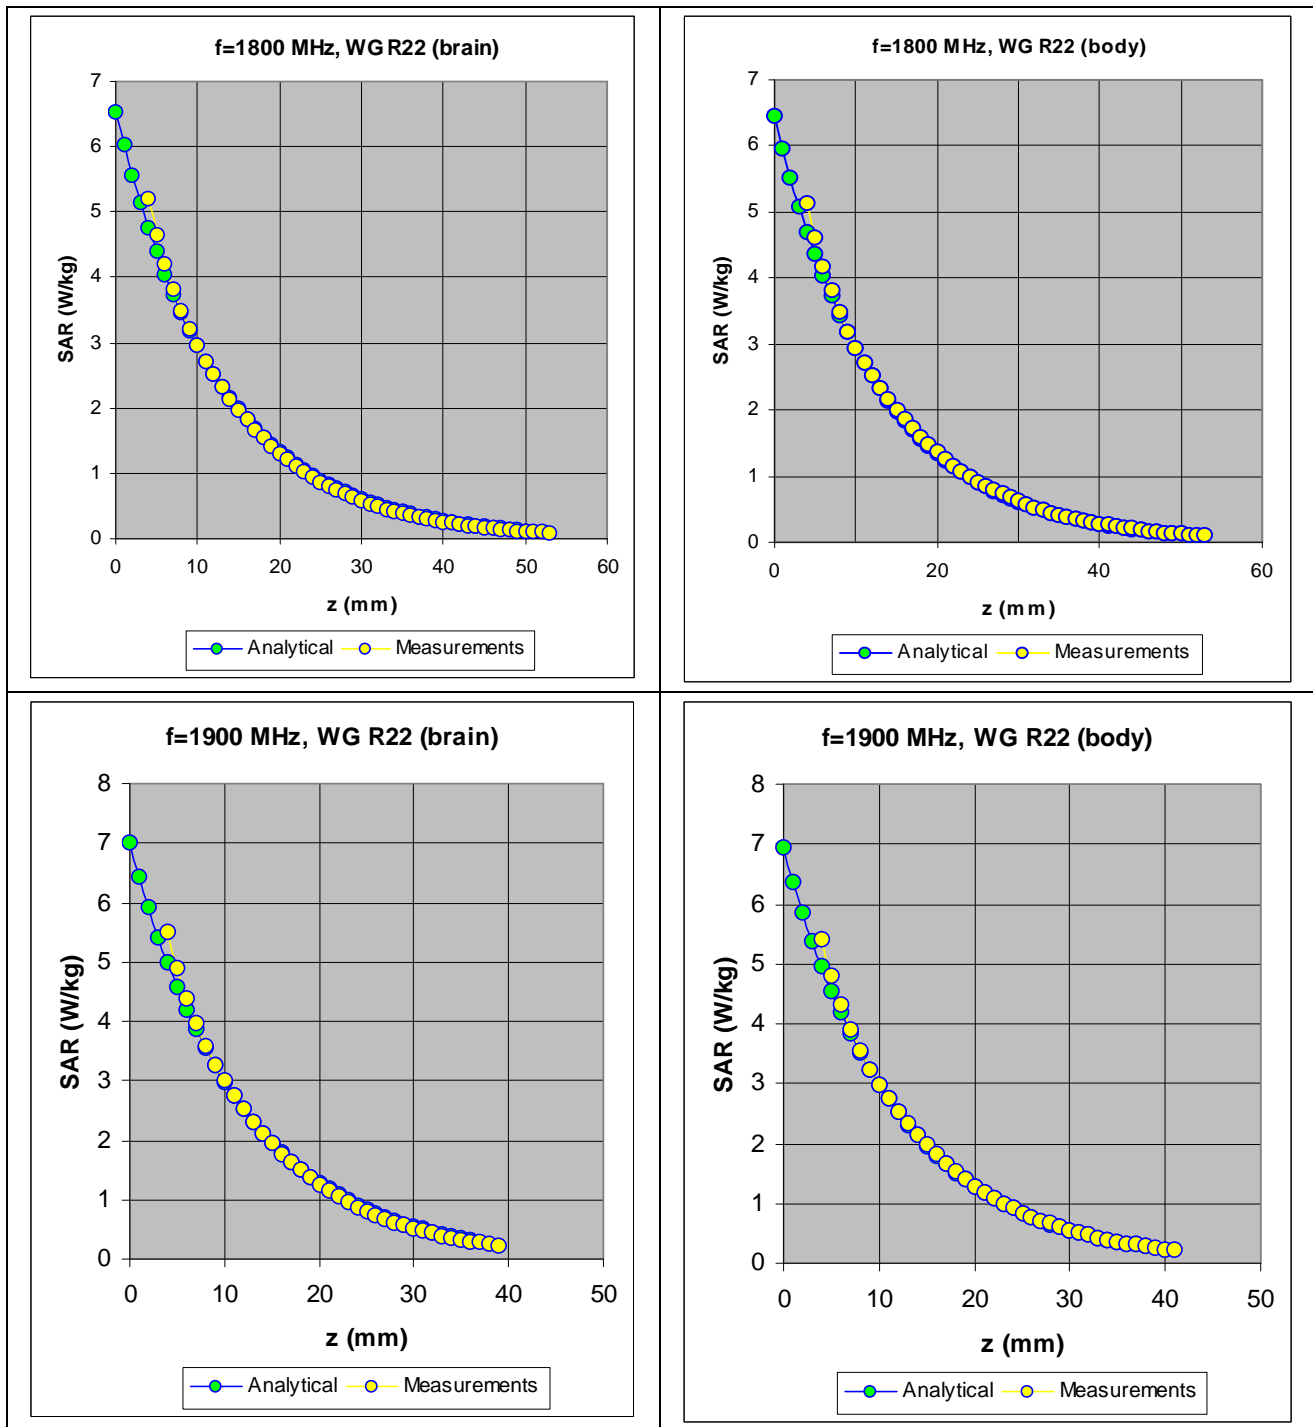 f=1800 MHz, WG R22 (brain)
7
6
5
4
3
2
1
0
SAR (W/kg)
0 10 20 30 40 50 60
z (mm)
Analytical Measurements
f=1800 MHz, WG R22 (body)
7
6
5
4
3
2
1
0
SAR (W/kg)
0 20 40 60
z (mm)
Analytical Measurements
f=1900 MHz, WG R22 (brain)
8
7
6
5
4
3
2
1
0
SAR (W/kg)
0 10 20 30 40 50
z (mm)
Analytical Measurements
f=1900 MHz, WG R22 (body)
8
7
6
5
4
3
2
1
0
SAR (W/kg)
0 10 20 30 40 50
z (mm)
Analytical Measurements